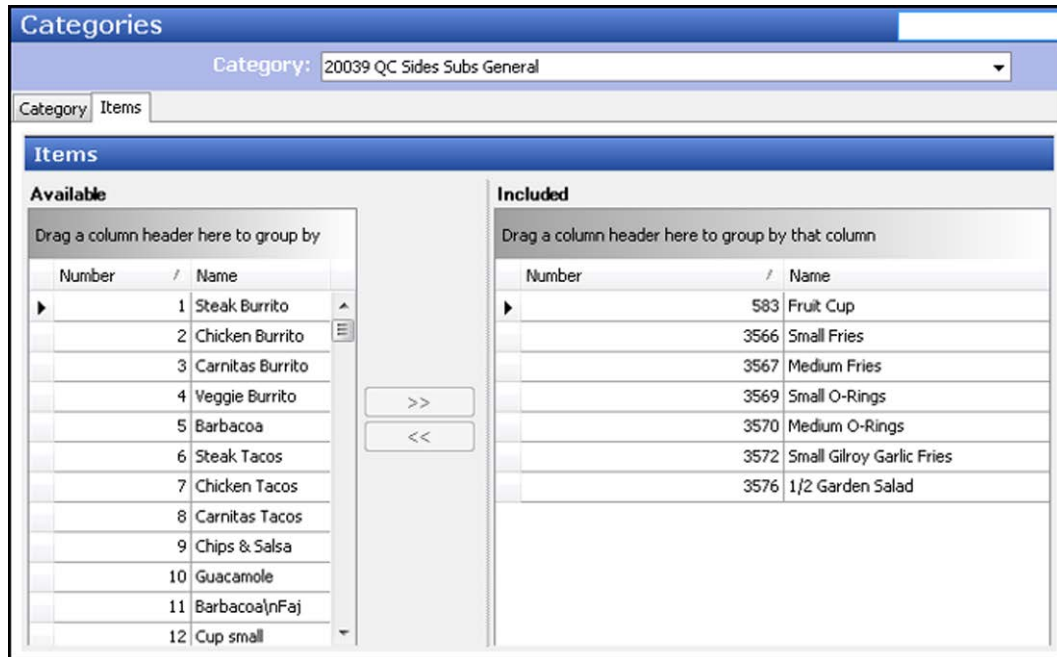 Categories
Category: 20039 QC Sides Subs General
Category Items
Items
Available
Drag a column header here to group by
Number / Name
1 Steak Burrito
2 Chicken Burrito
3 Carnitas Burrito
4 Veggie Burrito
5 Barbacoa
6 Steak Tacos
7 Chicken Tacos
8 Carnitas Tacos
9 Chips & Salsa
10 Guacamole
11 Barbacoa\nFaj
12 Cup small
>>
<<
Included
Drag a column header here to group by that column
Number / Name
583 Fruit Cup
3566 Small Fries
3567 Medium Fries
3569 Small O-Rings
3570 Medium O-Rings
3572 Small Gilroy Garlic Fries
3576 1/2 Garden Salad